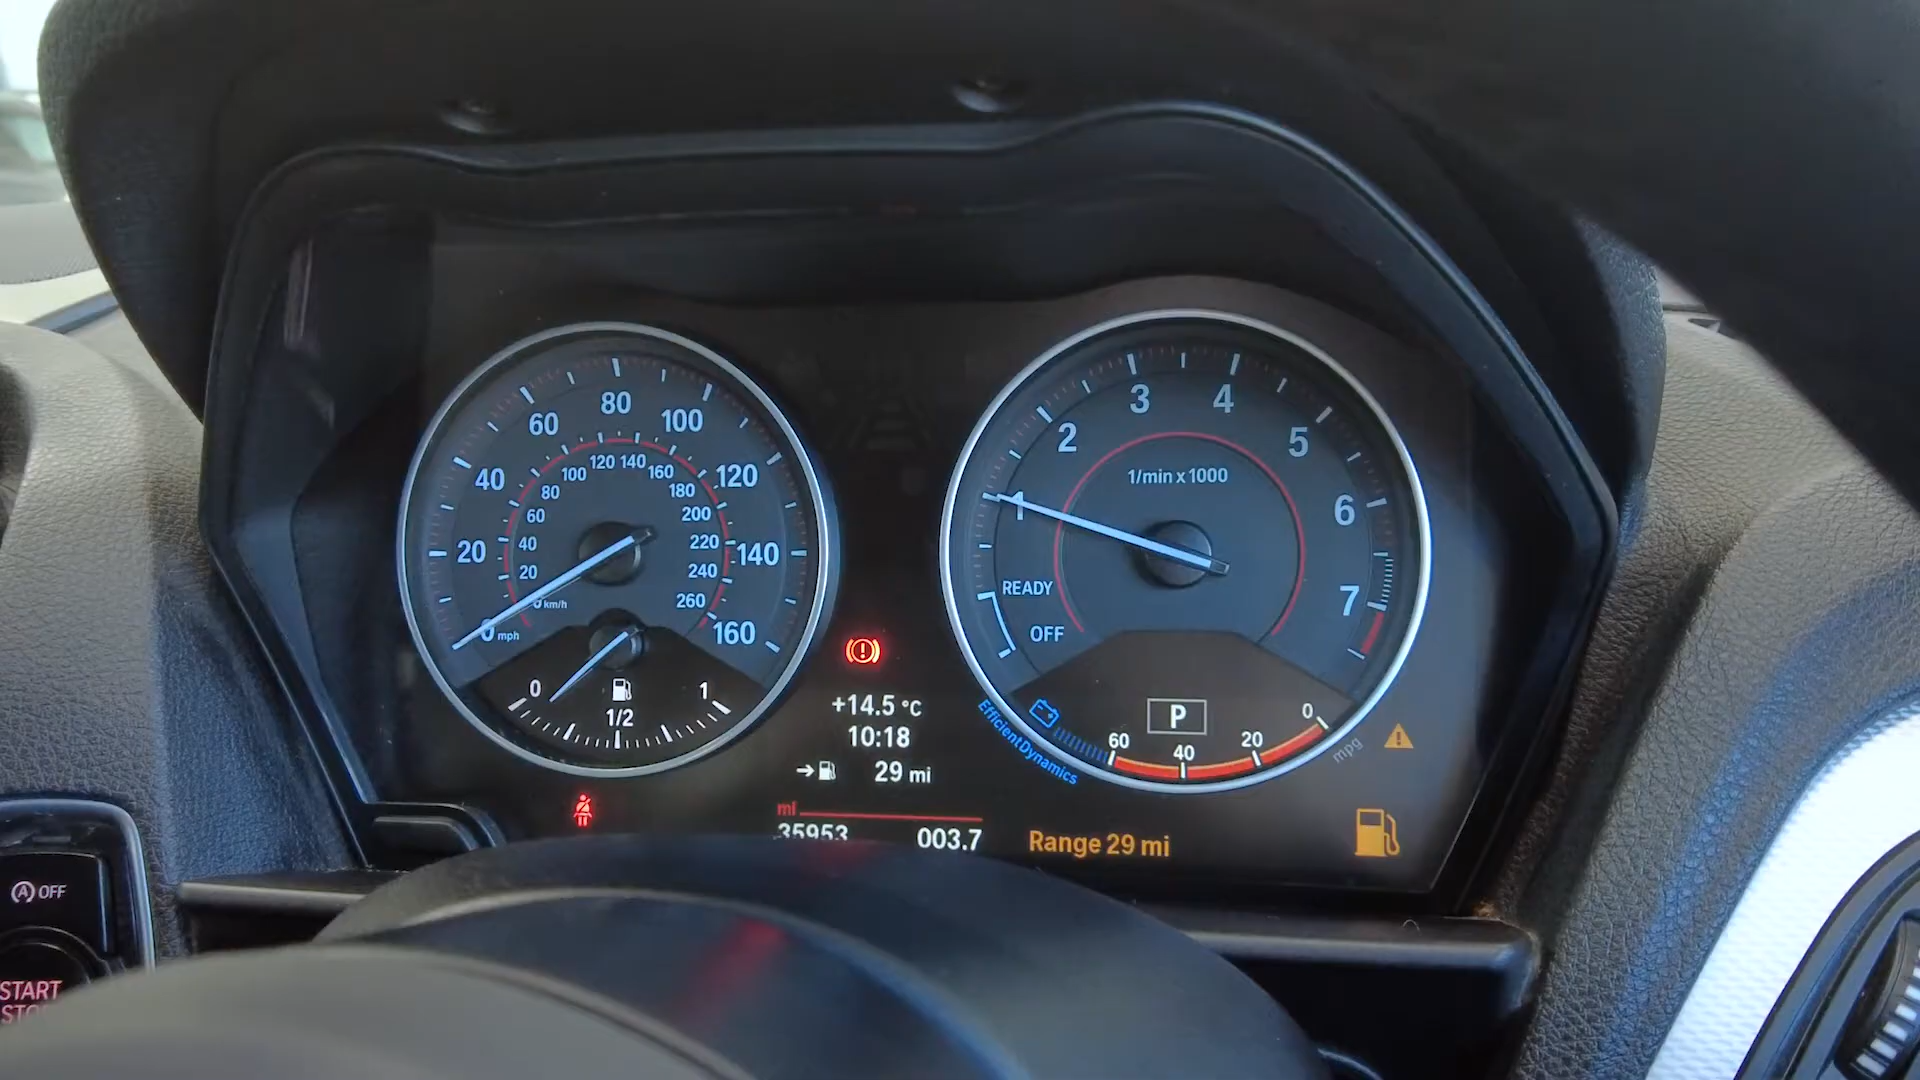 20
40
60
80
100
120
140
160
0 mph
20
40
60
80
100
120
140
160
180
200
220
240
260
0 km/h
0
1/2
1
+14.5 °C
10:18
29 mi
mi
35953
003.7
1
2
3
4
5
6
7
1/min x 1000
READY
OFF
P
60
40
20
0
mpg
EfficientDynamics
Range 29 mi
A OFF
START